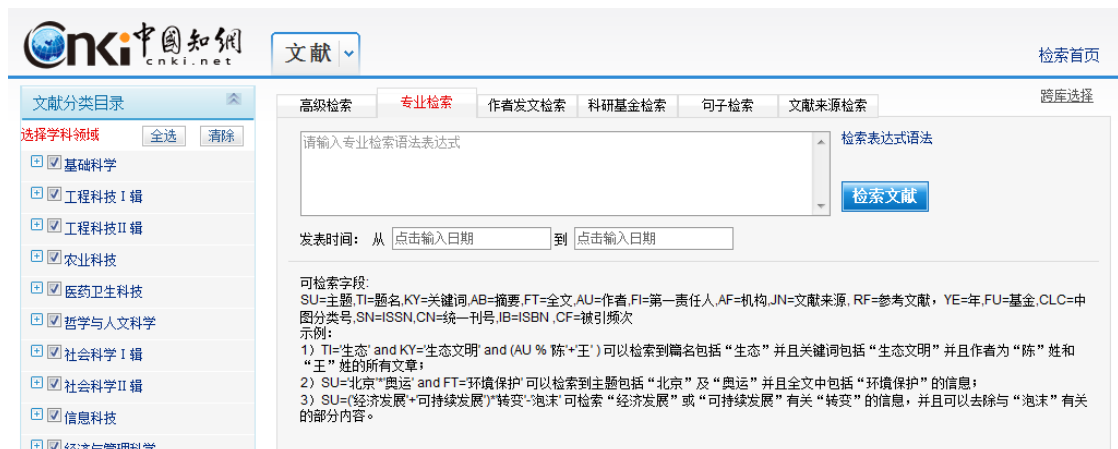 Cnki中国知网
cnki.net
文献
检索首页
文献分类目录
选择学科领域 全选 清除
基础科学
工程科技 I 辑
工程科技II 辑
农业科技
医药卫生科技
哲学与人文科学
社会科学 I 辑
社会科学II 辑
信息科技
经济与管理科学
高级检索 专业检索 作者发文检索 科研基金检索 句子检索 文献来源检索
跨库选择
请输入专业检索语法表达式
检索表达式语法
检索文献
发表时间： 从 点击输入日期 到 点击输入日期
可检索字段:
SU=主题,TI=题名,KY=关键词,AB=摘要,FT=全文,AU=作者,FI=第一责任人,AF=机构,JN=文献来源, RF=参考文献，YE=年,FU=基金,CLC=中
图分类号,SN=ISSN,CN=统一刊号,IB=ISBN ,CF=被引频次
示例：
1）TI='生态' and KY='生态文明' and (AU % '陈'+'王' ) 可以检索到篇名包括“生态”并且关键词包括“生态文明”并且作者为“陈”姓和
“王”姓的所有文章；
2）SU='北京'*'奥运' and FT='环境保护' 可以检索到主题包括“北京”及“奥运”并且全文中包括“环境保护”的信息；
3）SU=('经济发展'+'可持续发展')*'转变'-'泡沫' 可检索“经济发展”或“可持续发展”有关“转变”的信息，并且可以去除与“泡沫”有关
的部分内容。